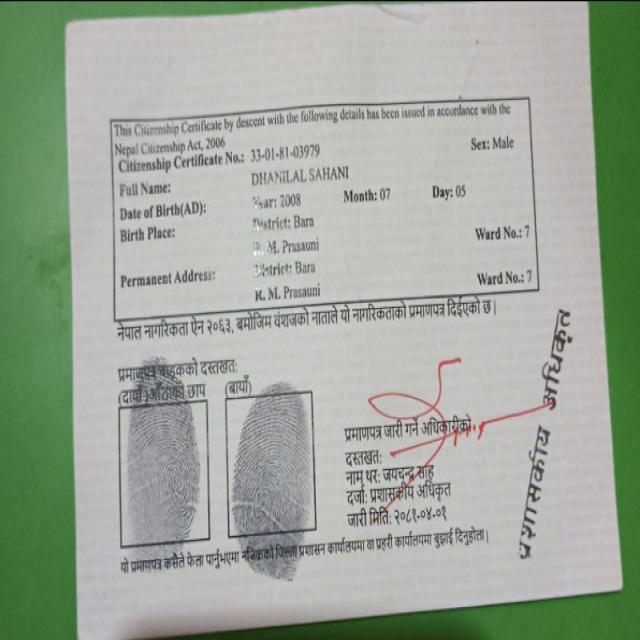 This Citizenship Certificate by descent with the following details has been issued in accordance with the
Nepal Citizenship Act, 2006
Citizenship Certificate No.: 33-01-81-03979 Sex: Male
Full Name: DHANILAL SAHANI
Date of Birth(AD): Year: 2008 Month: 07 Day: 05
Birth Place: District: Bara
R. M. Prasauni Ward No.: 7
Permanent Address: District: Bara
R. M. Prasauni Ward No.: 7
नेपाल नागरिकता ऐन २०६३, बमोजिम वंशजको नाताले यो नागरिकताको प्रमाणपत्र दिईएको छ।
प्रमाणपत्र वाहकको दस्तखत:
(दायाँ) औंठाको छाप (बायाँ)
प्रमाणपत्र जारी गर्ने अधिकारीको,
दस्तखत:
नाम थर: जयचन्द्र साह
दर्जा: प्रशासकीय अधिकृत
जारी मिति: २०८१-०४-०१
प्रशासकीय अधिकृत
यो प्रमाणपत्र कसैले फेला पार्नुभएमा नजिकको जिल्ला प्रशासन कार्यालयमा वा प्रहरी कार्यालयमा बुझाई दिनुहोला।